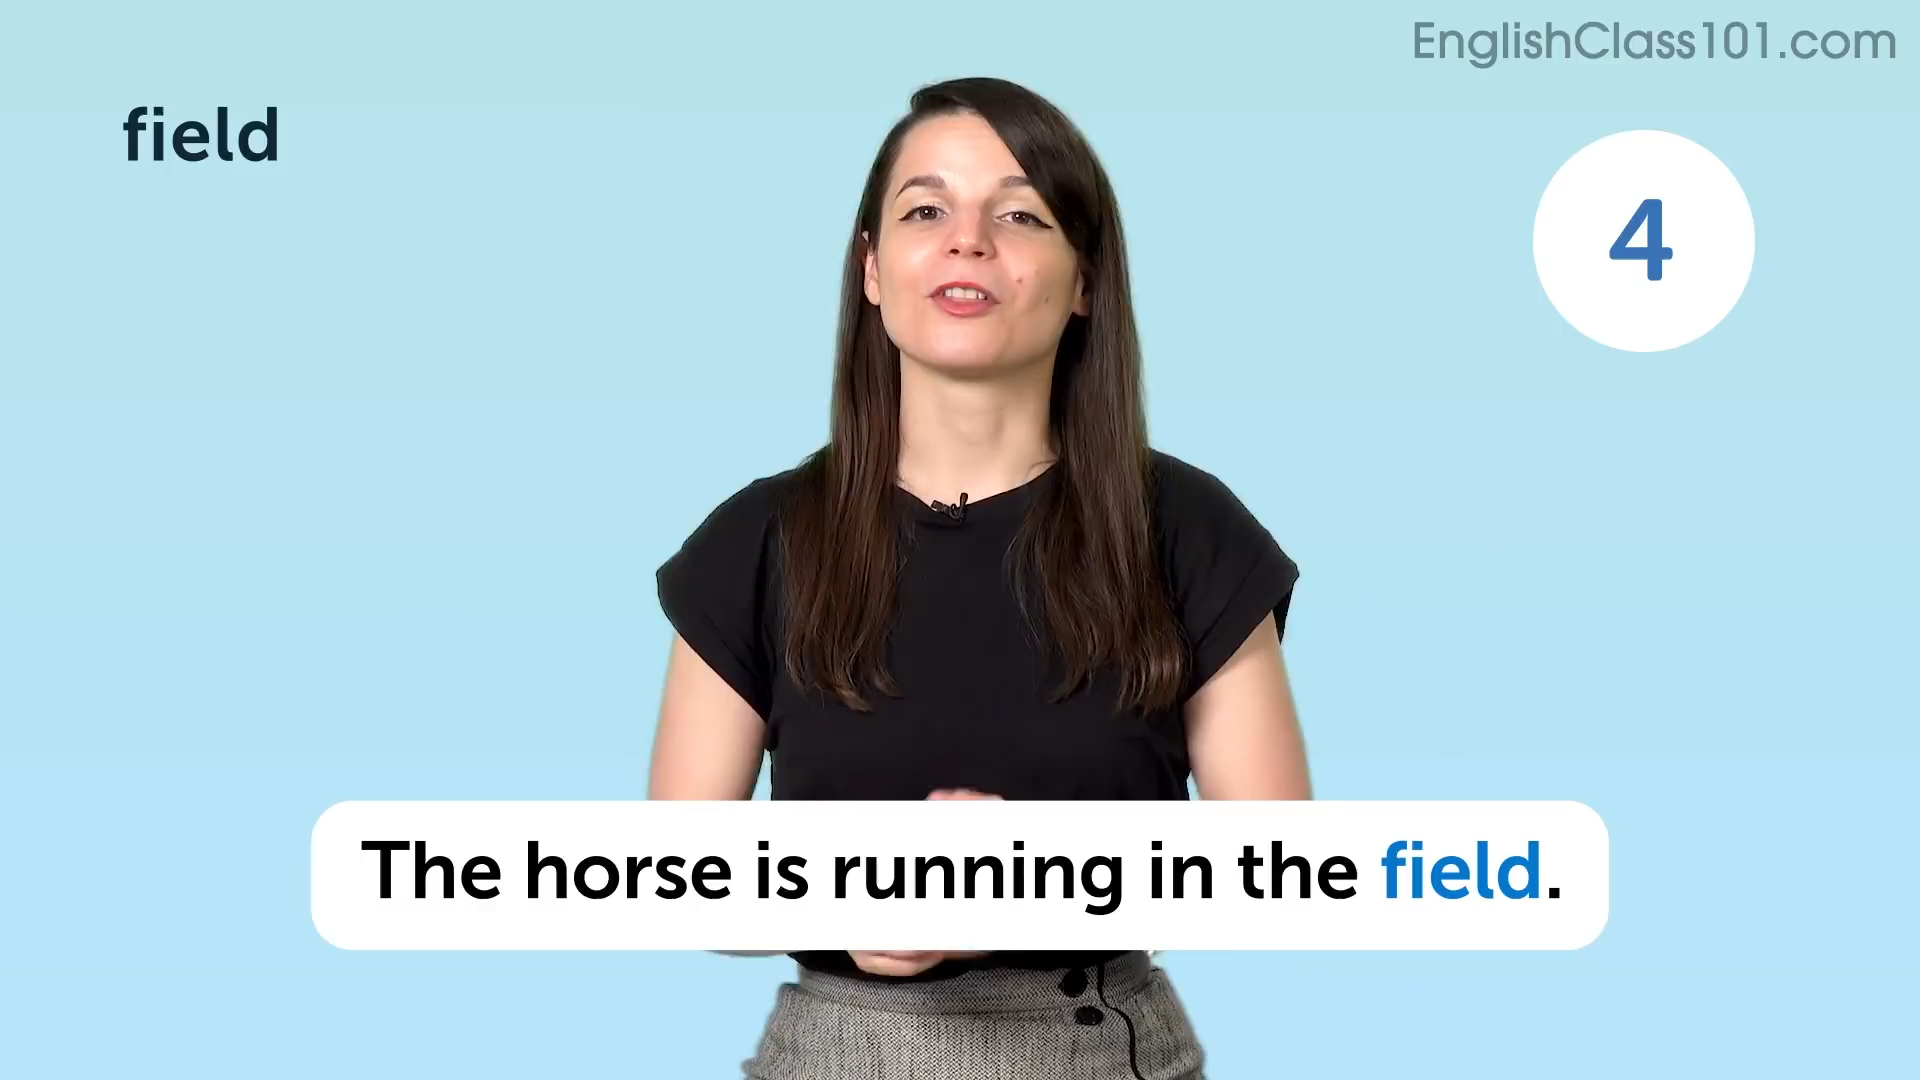 EnglishClass101.com
field
4
The horse is running in the field.